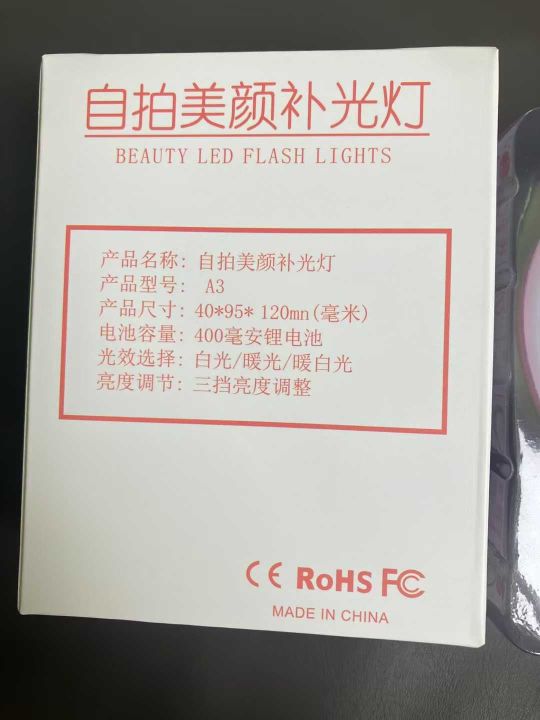 自拍美颜补光灯
BEAUTY LED FLASH LIGHTS
产品名称: 自拍美颜补光灯
产品型号: A3
产品尺寸: 40*95* 120mn(毫米)
电池容量: 400毫安锂电池
光效选择: 白光/暖光/暖白光
亮度调节: 三挡亮度调整
CE RoHS FC
MADE IN CHINA